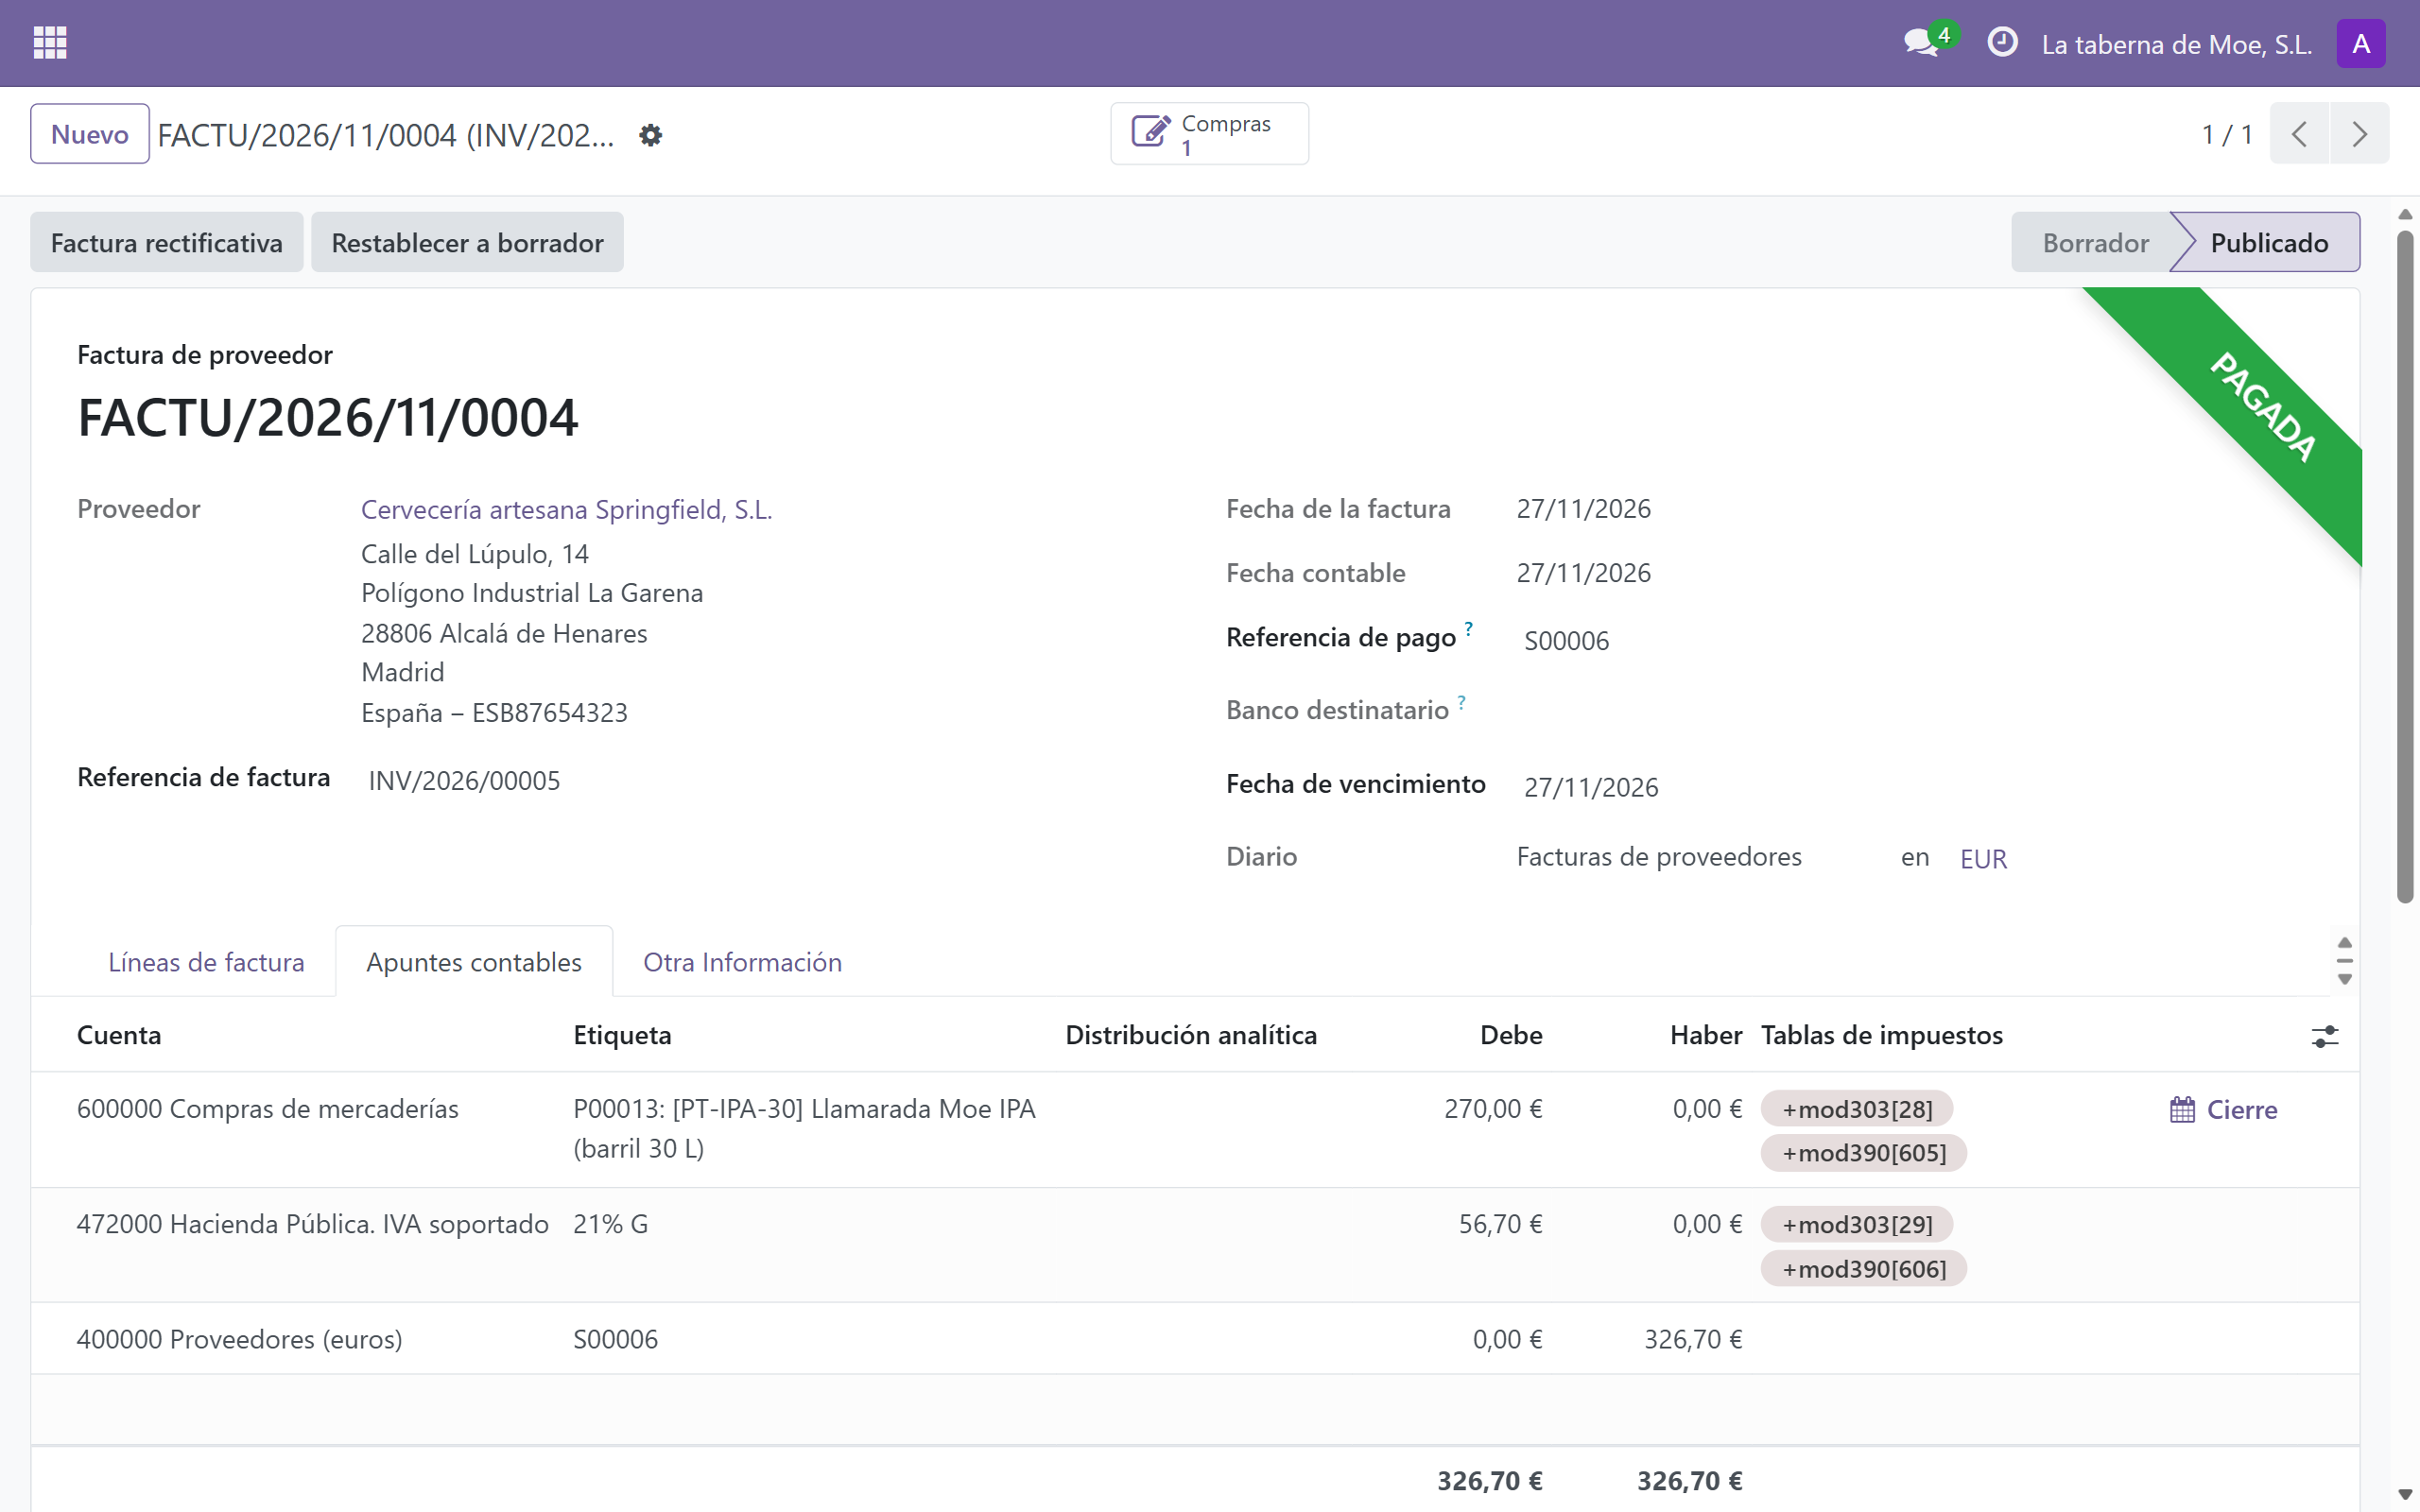 4
La taberna de Moe, S.L.
A
Nuevo
FACTU/2026/11/0004 (INV/202...
Compras
1
1 / 1
Factura rectificativa
Restablecer a borrador
Borrador
Publicado
PAGADA
Factura de proveedor
FACTU/2026/11/0004
Proveedor
Cervecería artesana Springfield, S.L.
Calle del Lúpulo, 14
Polígono Industrial La Garena
28806 Alcalá de Henares
Madrid
España – ESB87654323
Referencia de factura
INV/2026/00005
Fecha de la factura
27/11/2026
Fecha contable
27/11/2026
Referencia de pago ?
S00006
Banco destinatario ?
Fecha de vencimiento
27/11/2026
Diario
Facturas de proveedores
en
EUR
Líneas de factura
Apuntes contables
Otra Información
Cuenta
Etiqueta
Distribución analítica
Debe
Haber
Tablas de impuestos
600000 Compras de mercaderías
P00013: [PT-IPA-30] Llamarada Moe IPA
(barril 30 L)
270,00 €
0,00 €
+mod303[28]
+mod390[605]
Cierre
472000 Hacienda Pública. IVA soportado
21% G
56,70 €
0,00 €
+mod303[29]
+mod390[606]
400000 Proveedores (euros)
S00006
0,00 €
326,70 €
326,70 €
326,70 €